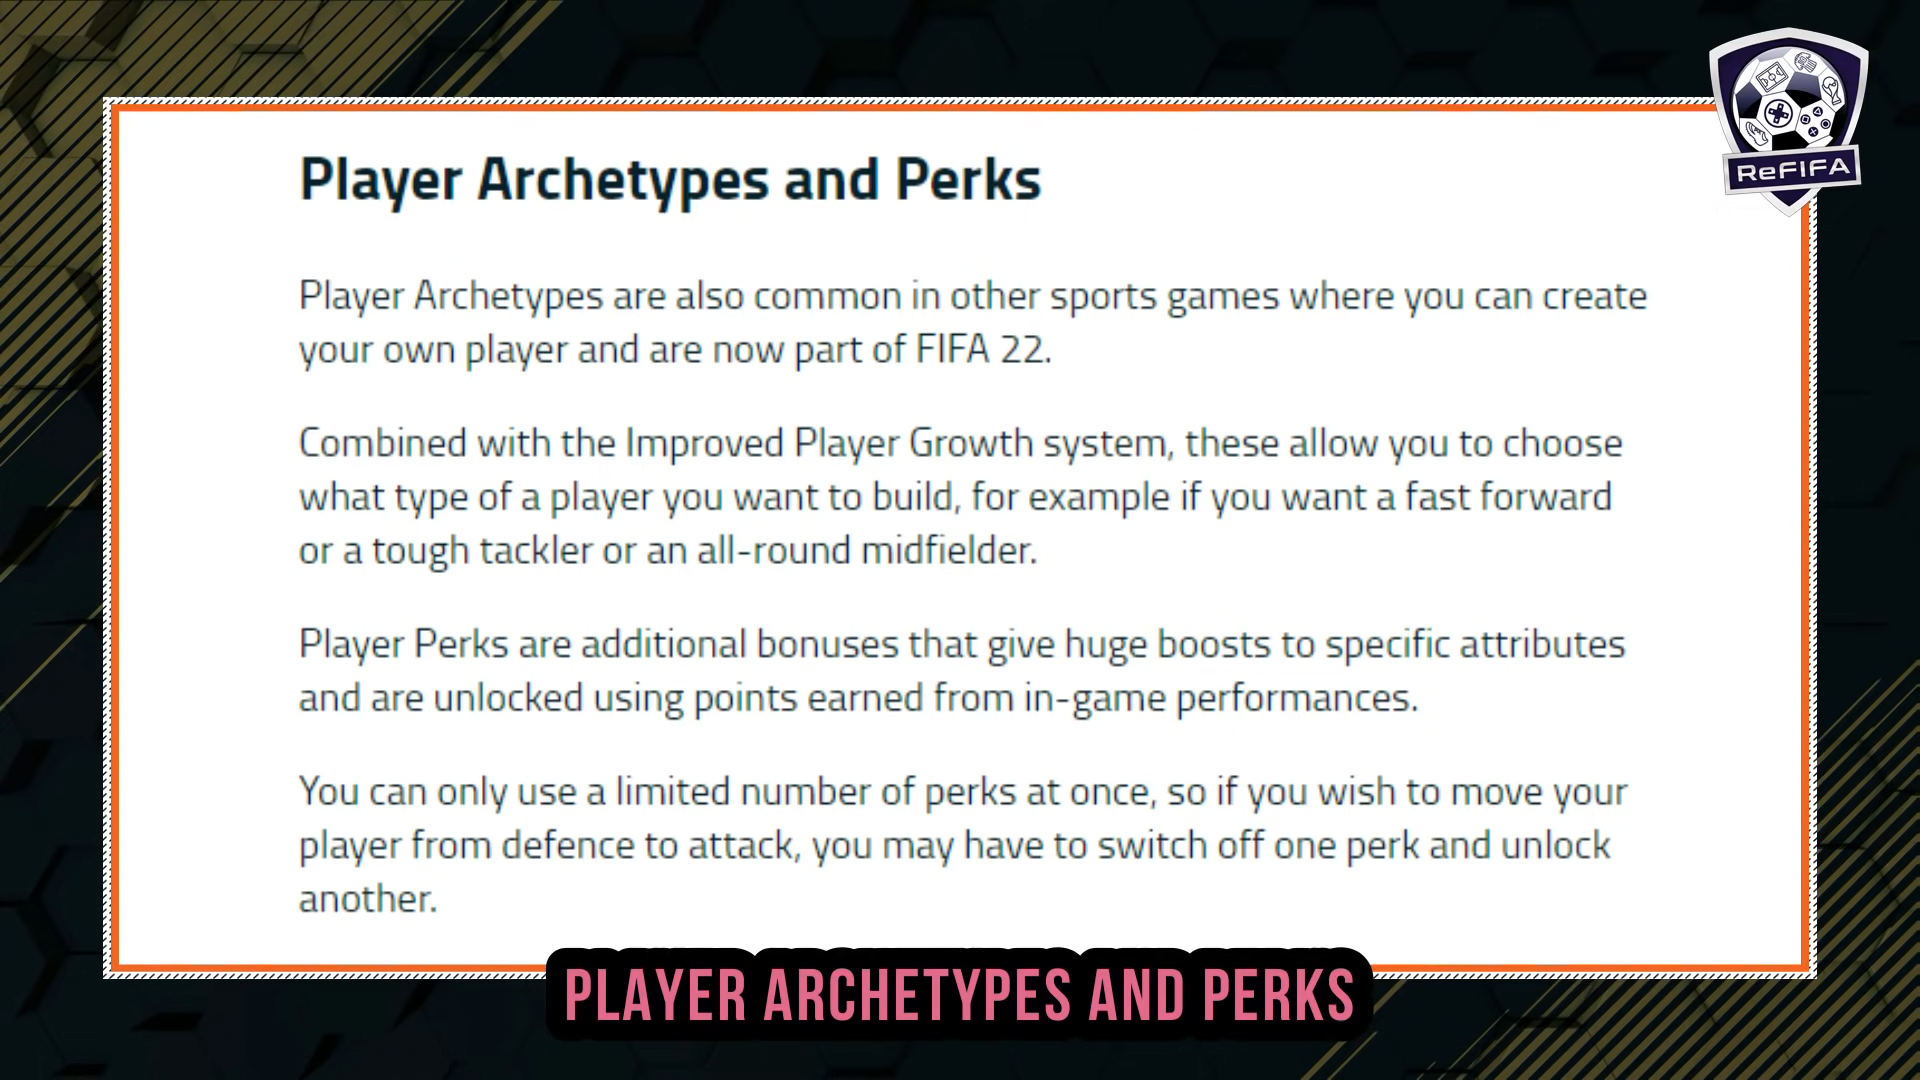 ReFIFA
Player Archetypes and Perks
Player Archetypes are also common in other sports games where you can create
your own player and are now part of FIFA 22.
Combined with the Improved Player Growth system, these allow you to choose
what type of a player you want to build, for example if you want a fast forward
or a tough tackler or an all-round midfielder.
Player Perks are additional bonuses that give huge boosts to specific attributes
and are unlocked using points earned from in-game performances.
You can only use a limited number of perks at once, so if you wish to move your
player from defence to attack, you may have to switch off one perk and unlock
another.
PLAYER ARCHETYPES AND PERKS